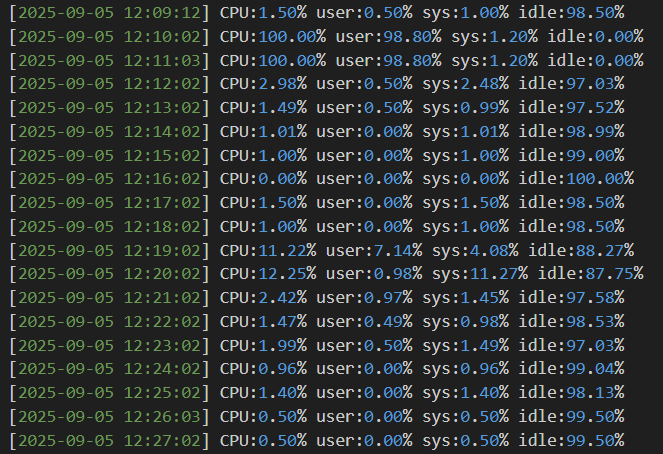 [2025-09-05 12:09:12] CPU:1.50% user:0.50% sys:1.00% idle:98.50%
[2025-09-05 12:10:02] CPU:100.00% user:98.80% sys:1.20% idle:0.00%
[2025-09-05 12:11:03] CPU:100.00% user:98.80% sys:1.20% idle:0.00%
[2025-09-05 12:12:02] CPU:2.98% user:0.50% sys:2.48% idle:97.03%
[2025-09-05 12:13:02] CPU:1.49% user:0.50% sys:0.99% idle:97.52%
[2025-09-05 12:14:02] CPU:1.01% user:0.00% sys:1.01% idle:98.99%
[2025-09-05 12:15:02] CPU:1.00% user:0.00% sys:1.00% idle:99.00%
[2025-09-05 12:16:02] CPU:0.00% user:0.00% sys:0.00% idle:100.00%
[2025-09-05 12:17:02] CPU:1.50% user:0.00% sys:1.50% idle:98.50%
[2025-09-05 12:18:02] CPU:1.00% user:0.00% sys:1.00% idle:98.50%
[2025-09-05 12:19:02] CPU:11.22% user:7.14% sys:4.08% idle:88.27%
[2025-09-05 12:20:02] CPU:12.25% user:0.98% sys:11.27% idle:87.75%
[2025-09-05 12:21:02] CPU:2.42% user:0.97% sys:1.45% idle:97.58%
[2025-09-05 12:22:02] CPU:1.47% user:0.49% sys:0.98% idle:98.53%
[2025-09-05 12:23:02] CPU:1.99% user:0.50% sys:1.49% idle:97.03%
[2025-09-05 12:24:02] CPU:0.96% user:0.00% sys:0.96% idle:99.04%
[2025-09-05 12:25:02] CPU:1.40% user:0.00% sys:1.40% idle:98.13%
[2025-09-05 12:26:03] CPU:0.50% user:0.00% sys:0.50% idle:99.50%
[2025-09-05 12:27:02] CPU:0.50% user:0.00% sys:0.50% idle:99.50%